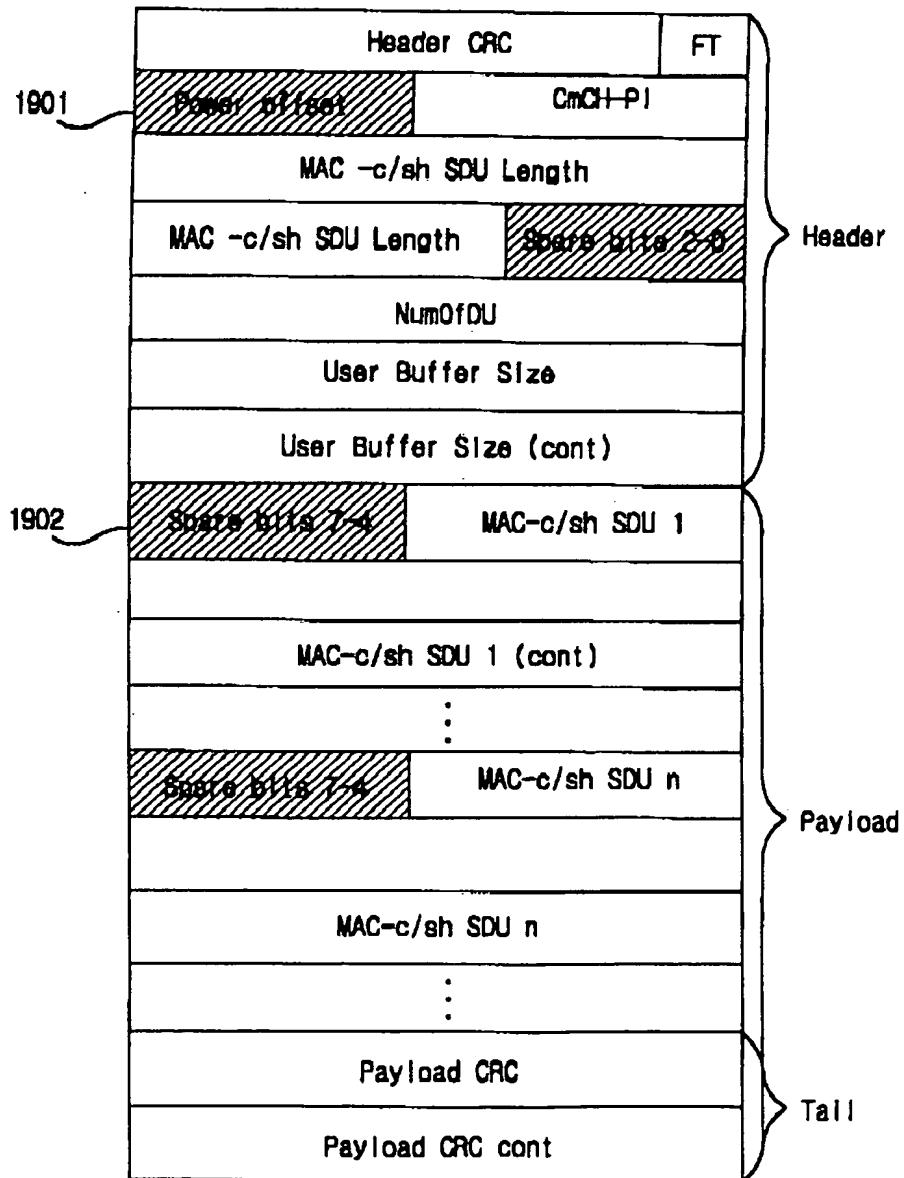 Header CRC FT
1901 Power offset CmCH-PI
MAC -c/sh SDU Length
MAC -c/sh SDU Length Spare bits 2-0
Header
NumOfDU
User Buffer Size
User Buffer Size (cont)
1902 Spare bits 7-4 MAC-c/sh SDU 1
MAC-c/sh SDU 1 (cont)
Spare bits 7-4 MAC-c/sh SDU n
Payload
MAC-c/sh SDU n
Payload CRC
Tail
Payload CRC cont